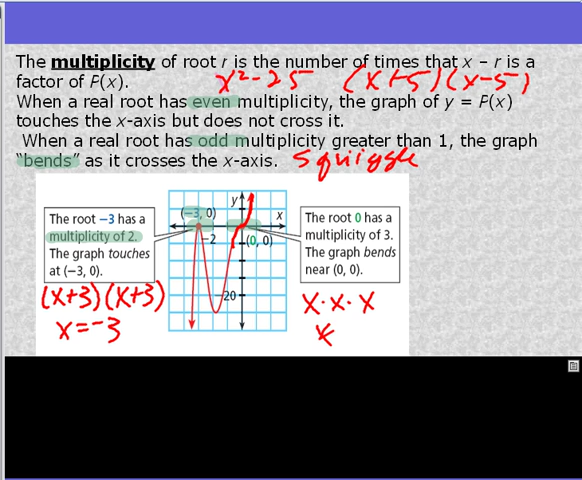 The multiplicity of root r is the number of times that x – r is a
factor of P(x). x²-25 (x+5)(x-5)
When a real root has even multiplicity, the graph of y = P(x)
touches the x-axis but does not cross it.
When a real root has odd multiplicity greater than 1, the graph
"bends" as it crosses the x-axis. squiggle
The root –3 has a
multiplicity of 2.
The graph touches
at (–3, 0).
(x+3)(x+3)
x=-3
(–3, 0)
y
x
–2
(0, 0)
20
The root 0 has a
multiplicity of 3.
The graph bends
near (0, 0).
x·x·x